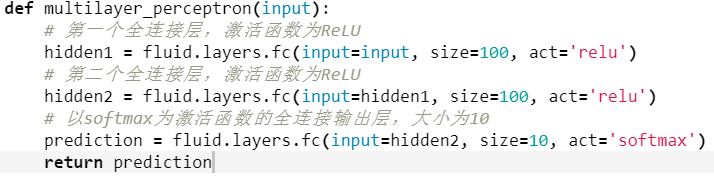 def multilayer_perceptron(input):
    # 第一个全连接层，激活函数为ReLU
    hidden1 = fluid.layers.fc(input=input, size=100, act='relu')
    # 第二个全连接层，激活函数为ReLU
    hidden2 = fluid.layers.fc(input=hidden1, size=100, act='relu')
    # 以softmax为激活函数的全连接输出层，大小为10
    prediction = fluid.layers.fc(input=hidden2, size=10, act='softmax')
    return prediction